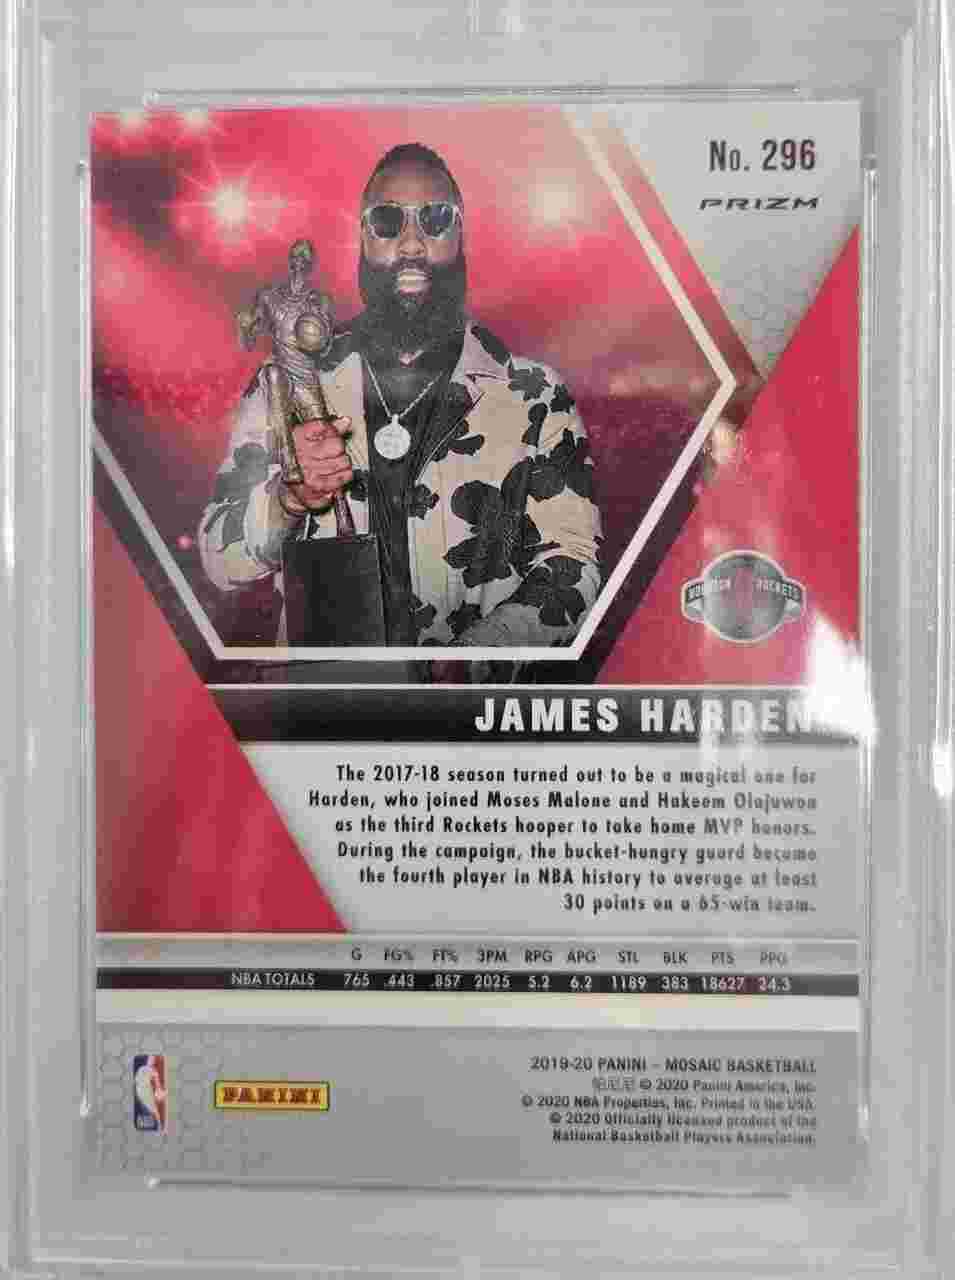 No. 296
PRIZM
HOUSTON ROCKETS
JAMES HARDEN
The 2017-18 season turned out to be a magical one for
Harden, who joined Moses Malone and Hakeem Olajuwon
as the third Rockets hooper to take home MVP honors.
During the campaign, the bucket-hungry guard became
the fourth player in NBA history to average at least
30 points on a 65-win team.
G FG% FT% 3PM RPG APG STL BLK PTS PPG
NBA TOTALS 765 .443 .857 2025 5.2 6.2 1189 383 18627 24.3
2019-20 PANINI – MOSAIC BASKETBALL
帕尼尼 © 2020 Panini America, Inc.
© 2020 NBA Properties, Inc. Printed in the USA.
© 2020 Officially licensed product of the
National Basketball Players Association.
PANINI